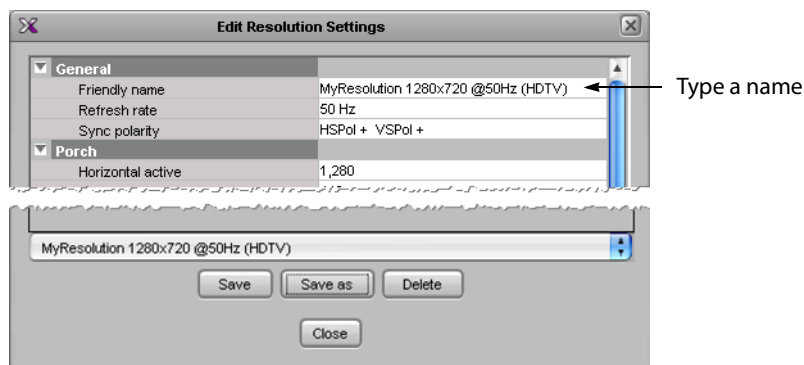 Edit Resolution Settings
General
Friendly name MyResolution 1280x720 @50Hz (HDTV) Type a name
Refresh rate 50 Hz
Sync polarity HSPol + VSPol +
Porch
Horizontal active 1,280
MyResolution 1280x720 @50Hz (HDTV)
Save Save as Delete
Close